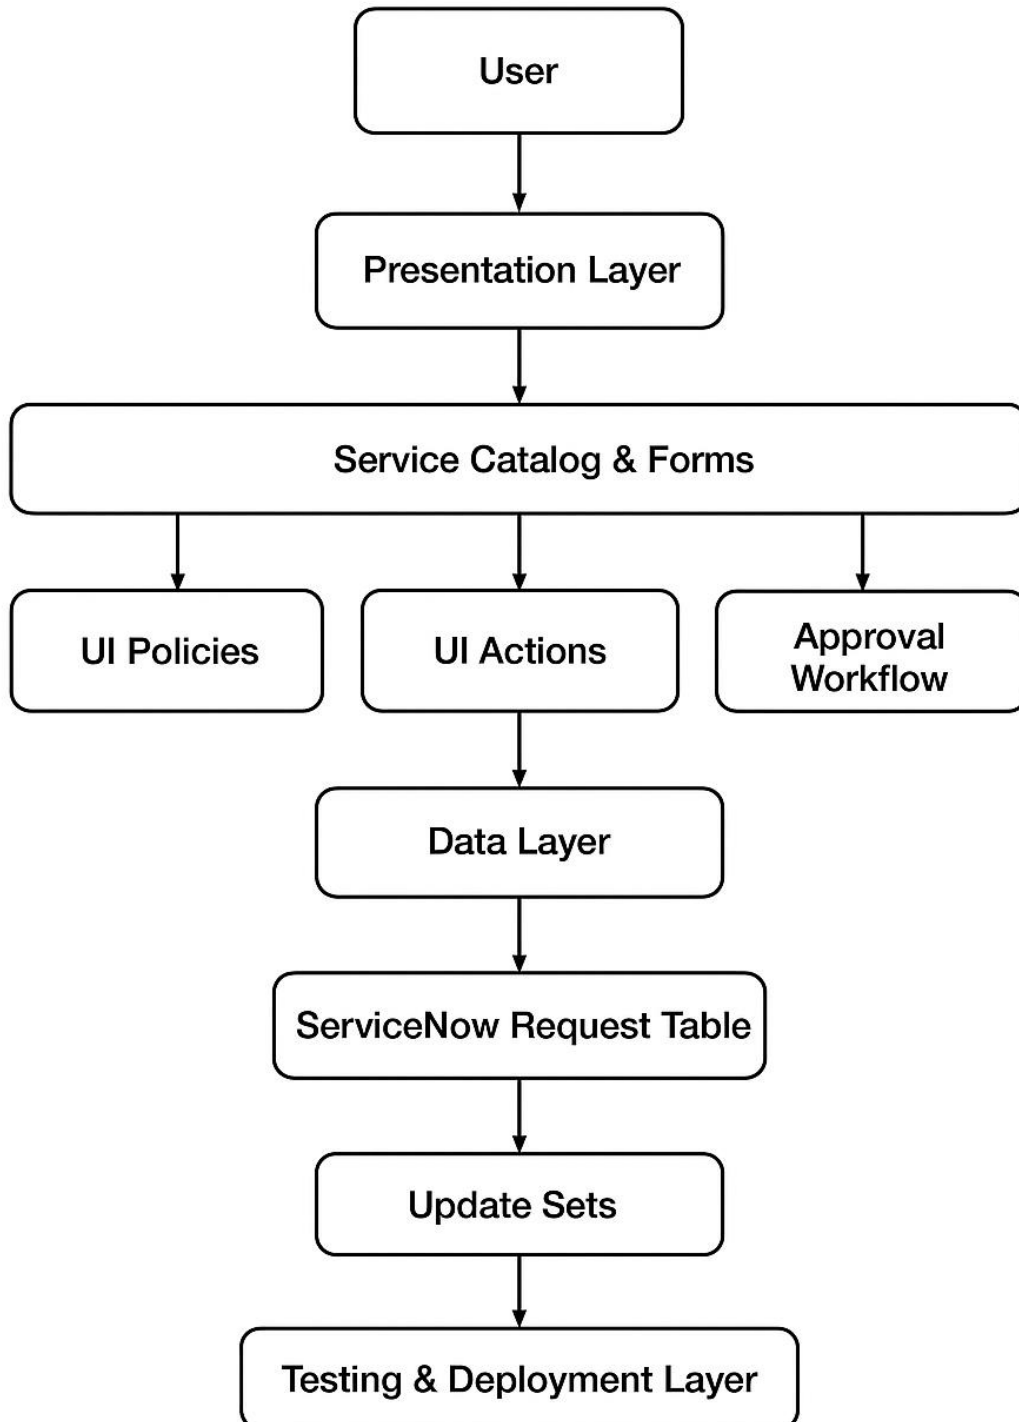 User
Presentation Layer
Service Catalog & Forms
UI Policies
UI Actions
Approval
Workflow
Data Layer
ServiceNow Request Table
Update Sets
Testing & Deployment Layer